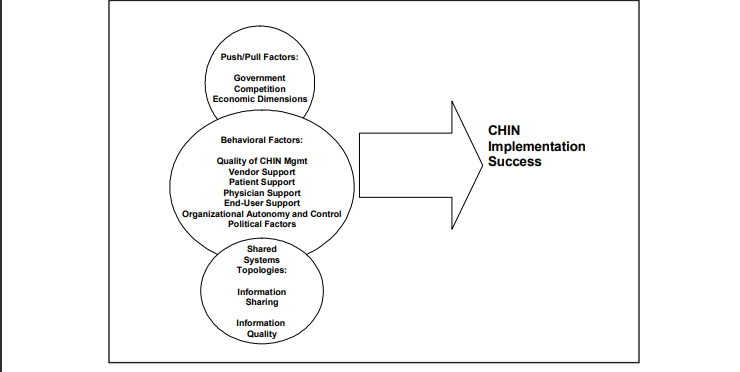 Push/Pull Factors:
Government
Competition
Economic Dimensions
Behavioral Factors:
Quality of CHIN Mgmt
Vendor Support
Patient Support
Physician Support
End-User Support
Organizational Autonomy and Control
Political Factors
Shared
Systems
Topologies:
Information
Sharing
Information
Quality
CHIN
Implementation
Success